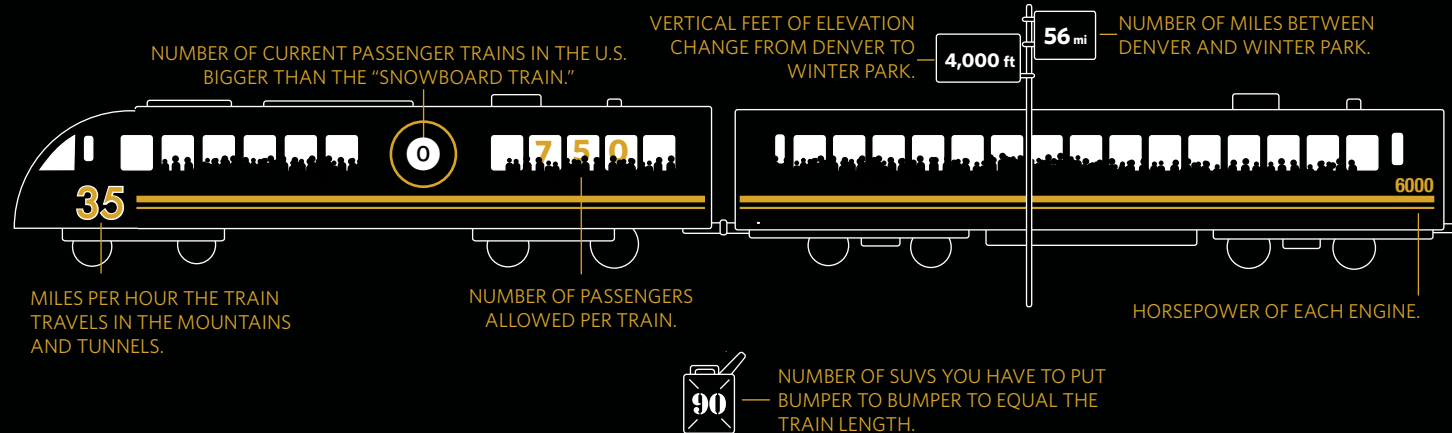 NUMBER OF CURRENT PASSENGER TRAINS IN THE U.S.
BIGGER THAN THE “SNOWBOARD TRAIN.”
0
VERTICAL FEET OF ELEVATION
CHANGE FROM DENVER TO
WINTER PARK.
4,000 ft
56 mi
NUMBER OF MILES BETWEEN
DENVER AND WINTER PARK.
750
35
6000
MILES PER HOUR THE TRAIN
TRAVELS IN THE MOUNTAINS
AND TUNNELS.
NUMBER OF PASSENGERS
ALLOWED PER TRAIN.
HORSEPOWER OF EACH ENGINE.
90
NUMBER OF SUVS YOU HAVE TO PUT
BUMPER TO BUMPER TO EQUAL THE
TRAIN LENGTH.